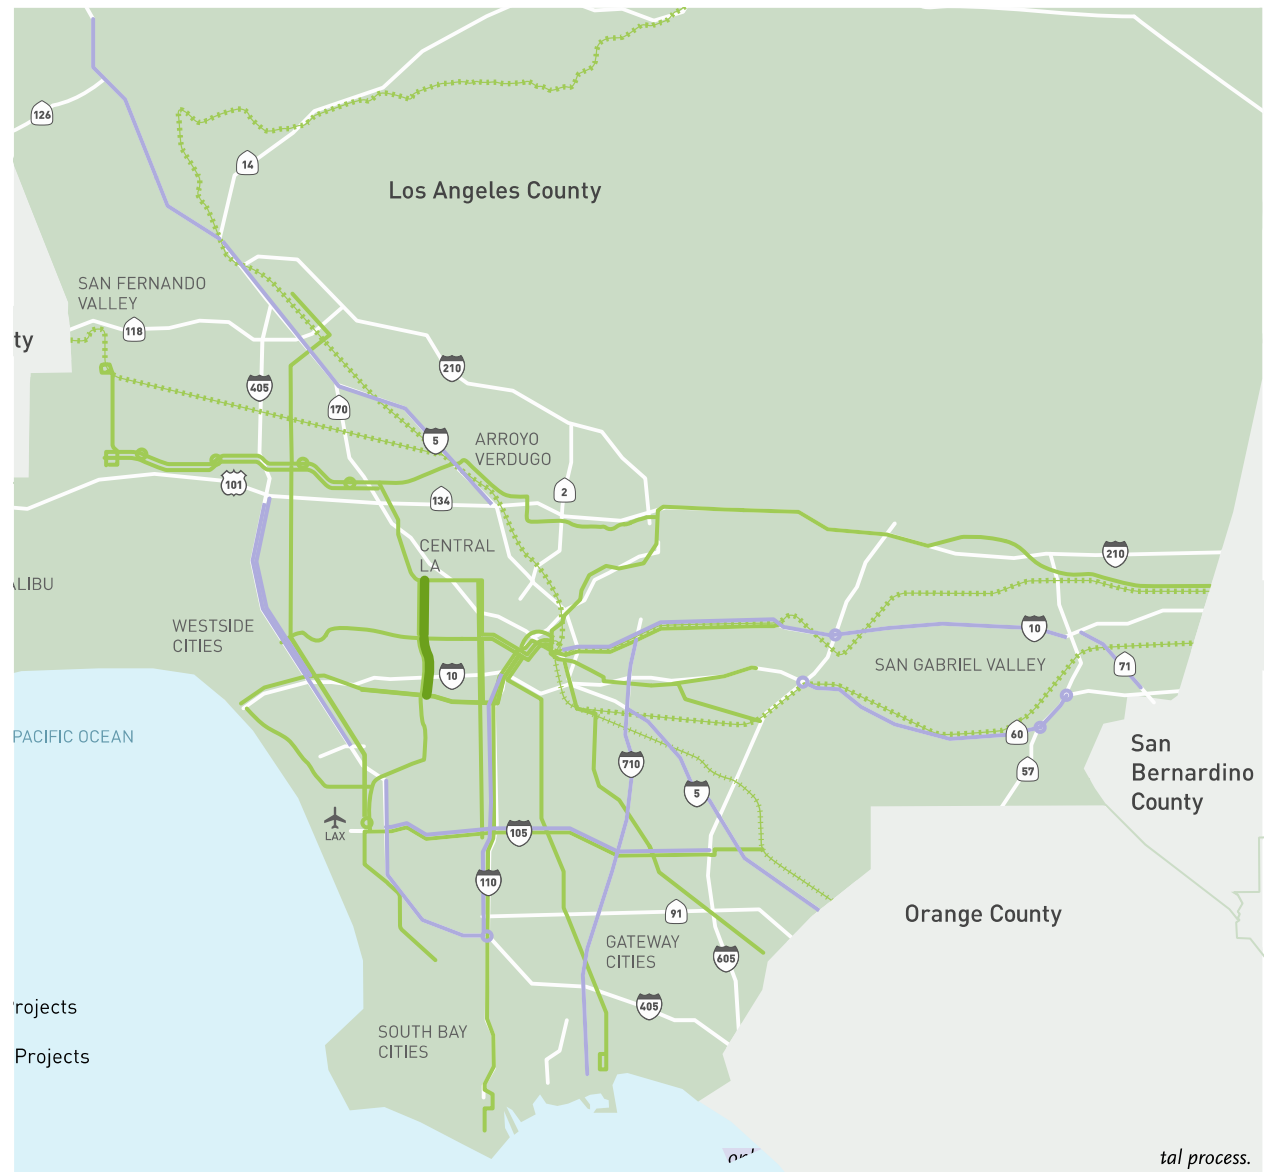 126
14
Los Angeles County
SAN FERNANDO
VALLEY
118
ty
210
405
170
5
ARROYO
VERDUGO
101
134
2
CENTRAL
LA
210
ALIBU
WESTSIDE
CITIES
10
10
SAN GABRIEL VALLEY
71
PACIFIC OCEAN
60
San
Bernardino
County
710
57
5
LAX
105
110
91
Orange County
GATEWAY
CITIES
605
405
rojects
SOUTH BAY
CITIES
Projects
tal process.